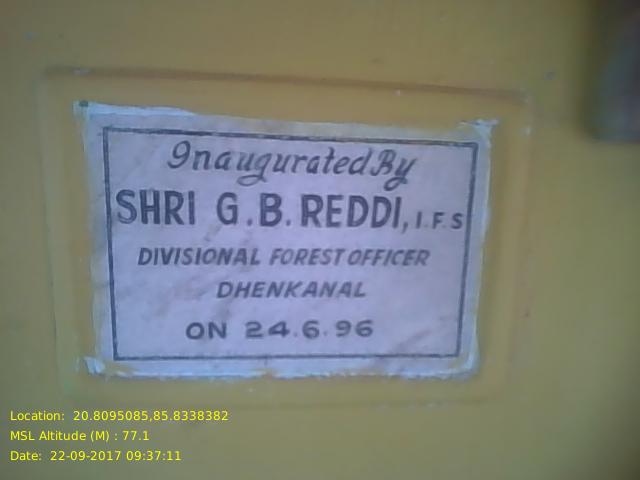 Inaugurated By
SHRI G.B. REDDI, I.F.S
DIVISIONAL FOREST OFFICER
DHENKANAL
ON 24.6.96
Location: 20.8095085,85.8338382
MSL Altitude (M) : 77.1
Date: 22-09-2017 09:37:11